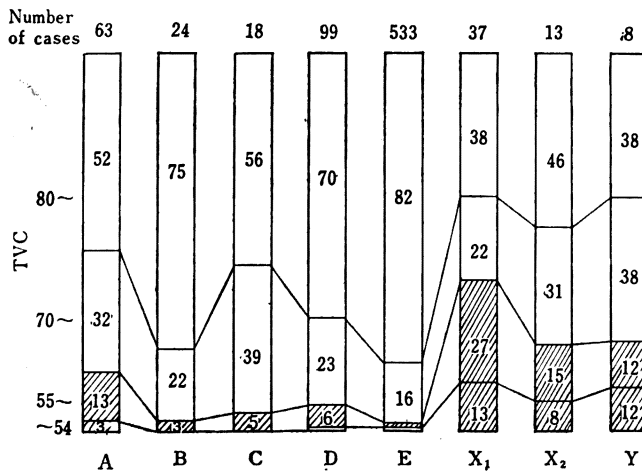 Number of cases 63 24 18 99 533 37 13 8
52 75 56 70 82 38 46 38
80~
TVC
22 31 38
70~
32 22 39 23 16 27 15 12
55~
13 3 5 6 13 8 12
~54
3
A B C D E X₁ X₂ Y